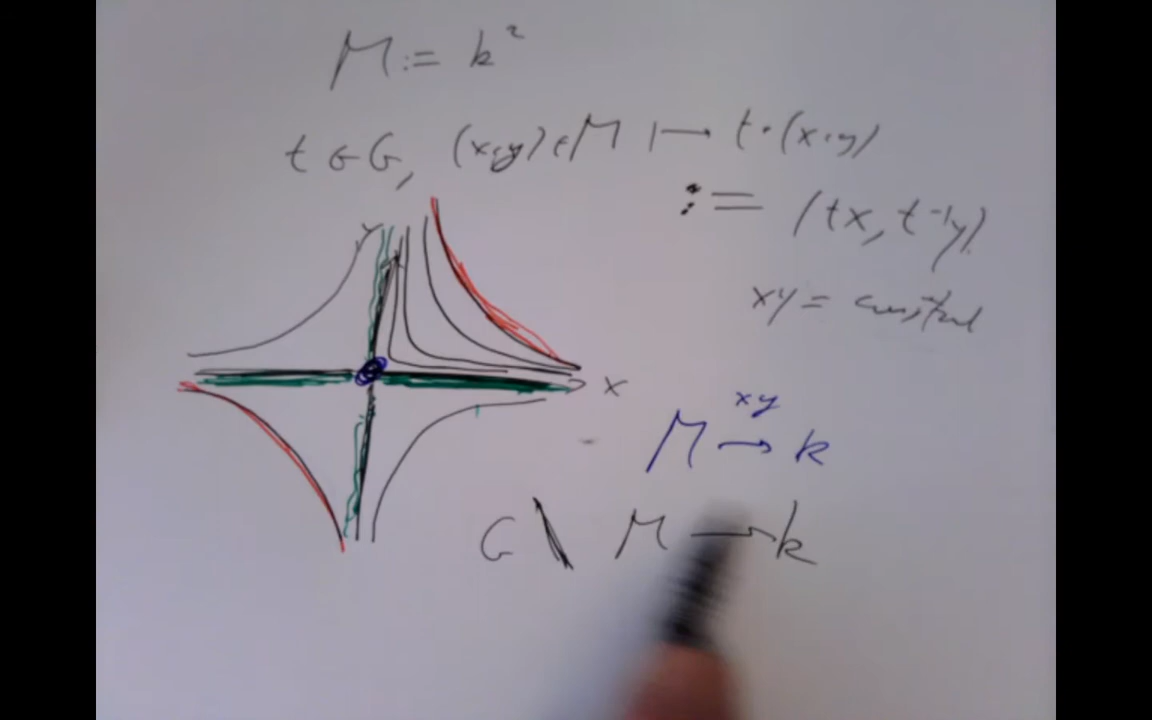 M := k²
t ∈ G, (x,y) ∈ M ↦ t·(x,y)
:= (tx, t⁻¹y)
xy = constant
y
x
xy
M → k
G \ M → k